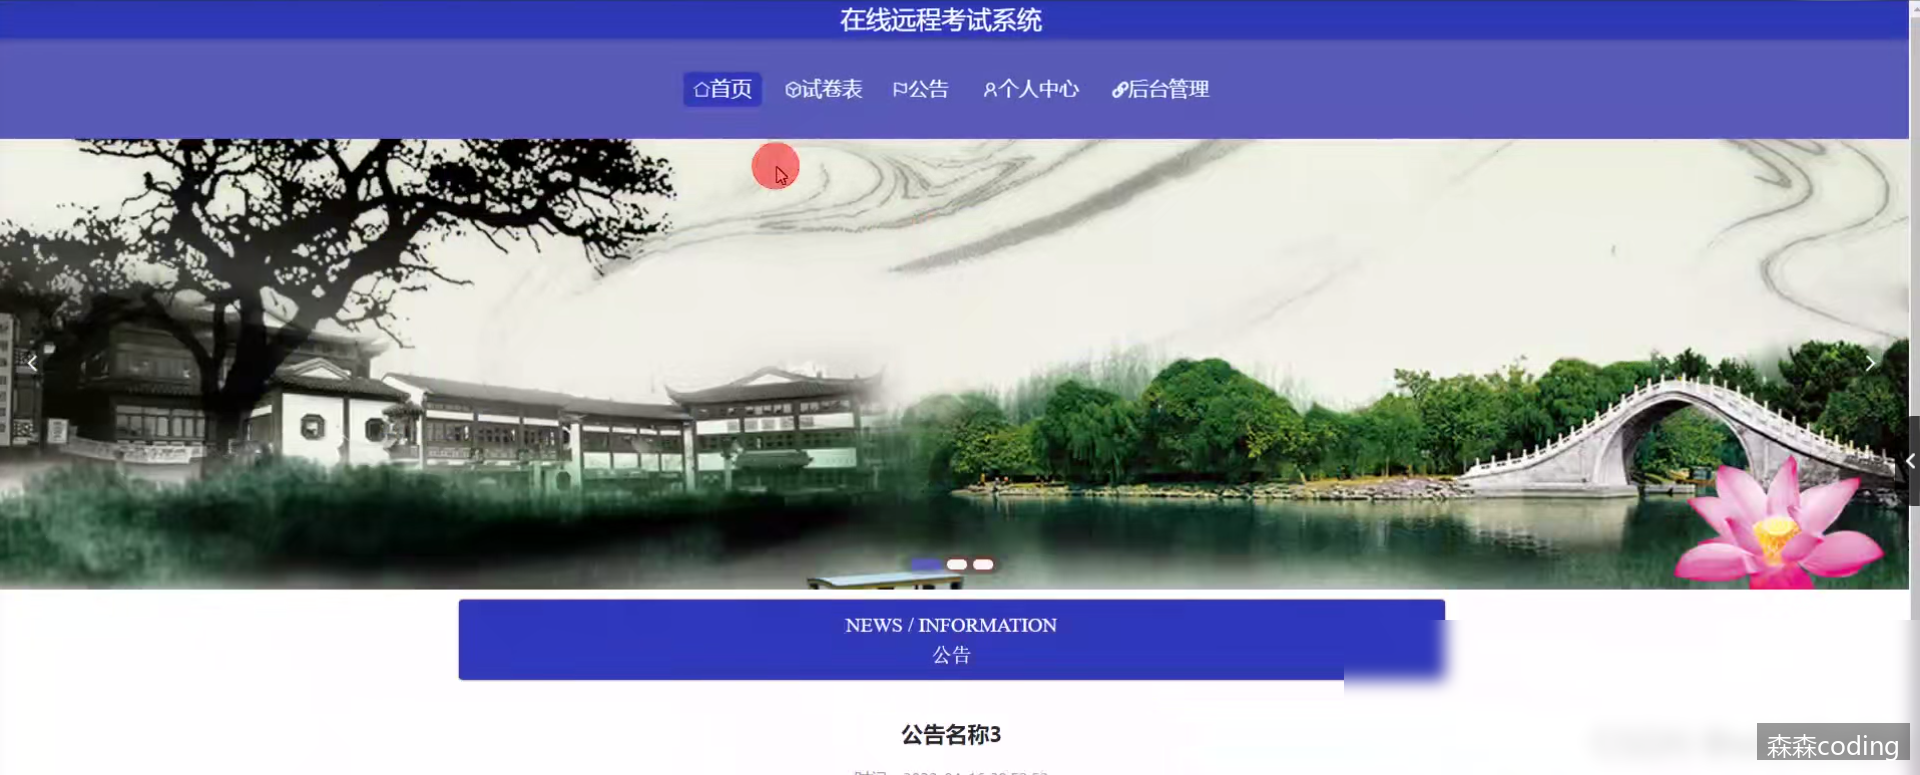 在线远程考试系统
首页 试卷表 公告 个人中心 后台管理
NEWS / INFORMATION
公告
公告名称3
森森coding